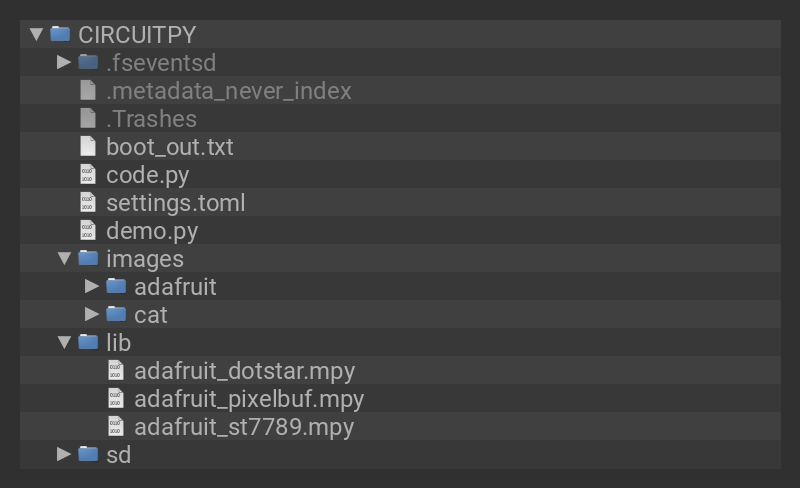 CIRCUITPY
.fseventsd
.metadata_never_index
.Trashes
boot_out.txt
code.py
settings.toml
demo.py
images
adafruit
cat
lib
adafruit_dotstar.mpy
adafruit_pixelbuf.mpy
adafruit_st7789.mpy
sd